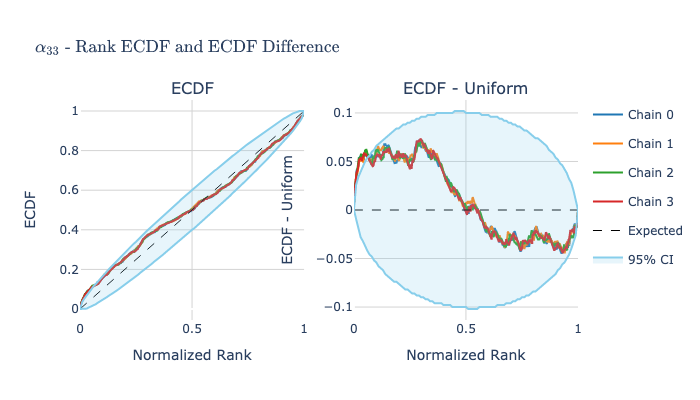 α33 - Rank ECDF and ECDF Difference
ECDF
ECDF - Uniform
1
0.8
0.6
0.4
0.2
0
0
0.5
1
ECDF
Normalized Rank
0.1
0.05
0
−0.05
−0.1
0
0.5
1
ECDF - Uniform
Normalized Rank
Chain 0
Chain 1
Chain 2
Chain 3
Expected
95% CI